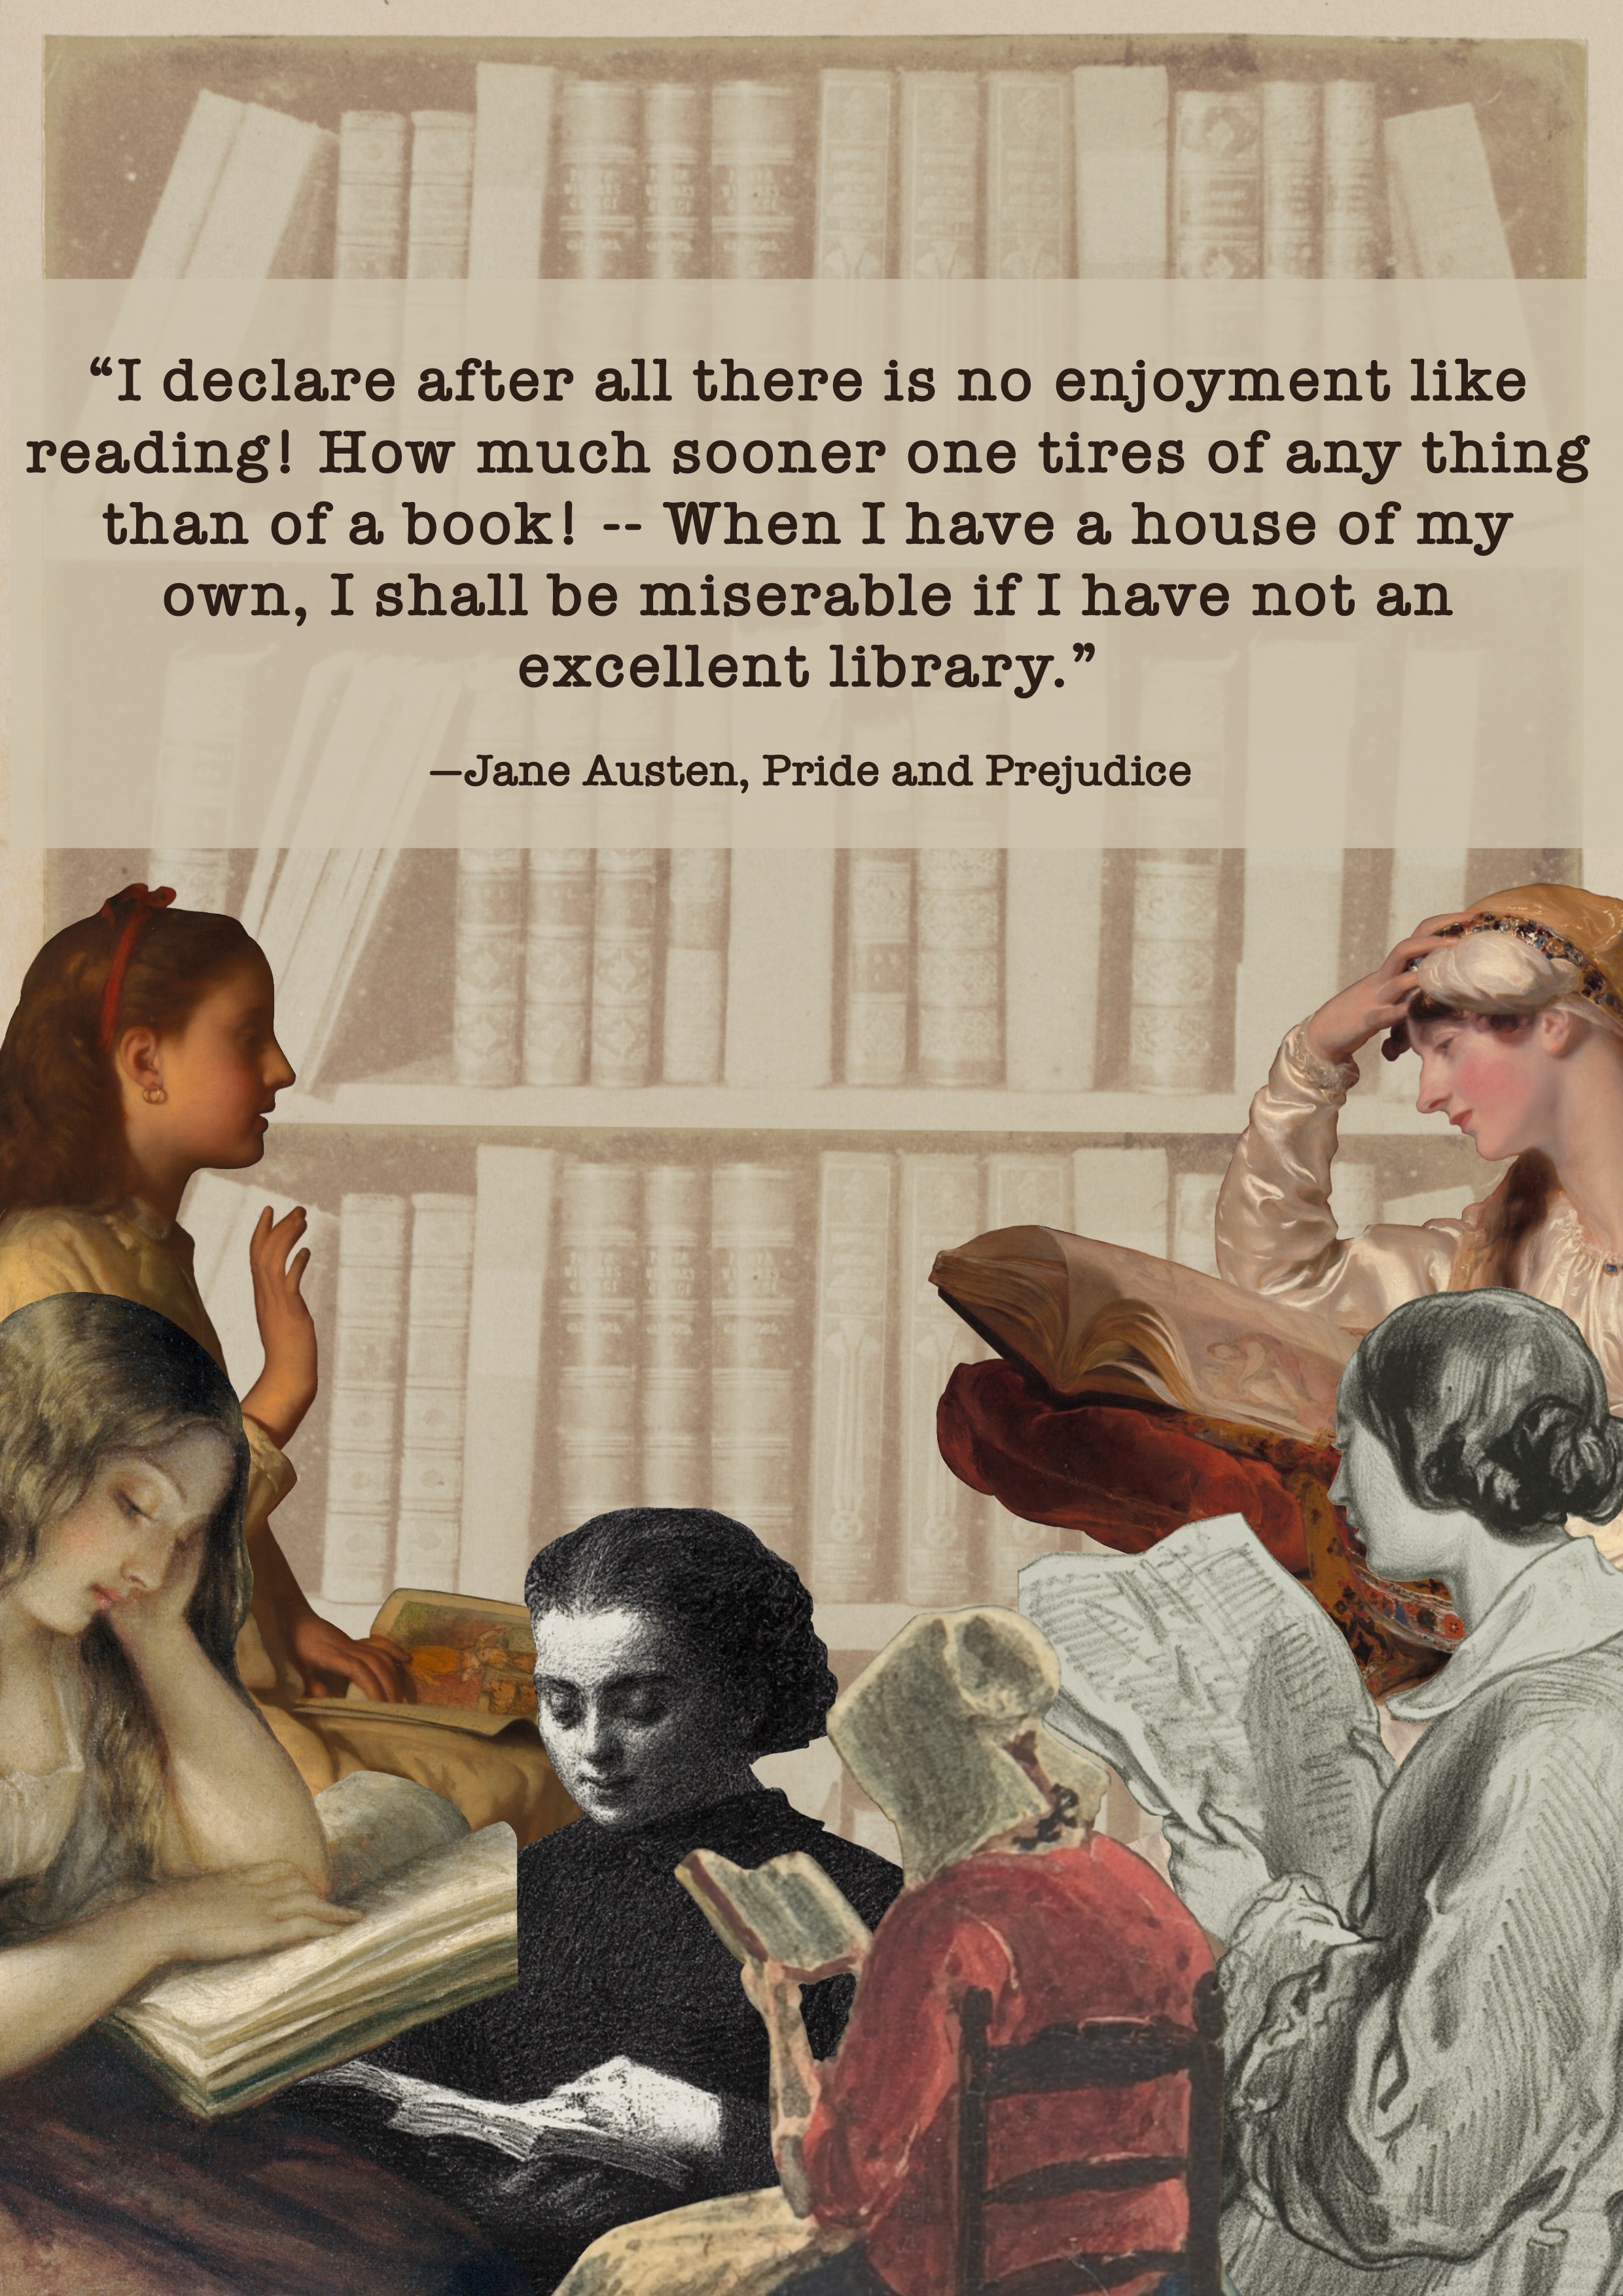 “I declare after all there is no enjoyment like
reading! How much sooner one tires of any thing
than of a book! -- When I have a house of my
own, I shall be miserable if I have not an
excellent library.”
—Jane Austen, Pride and Prejudice